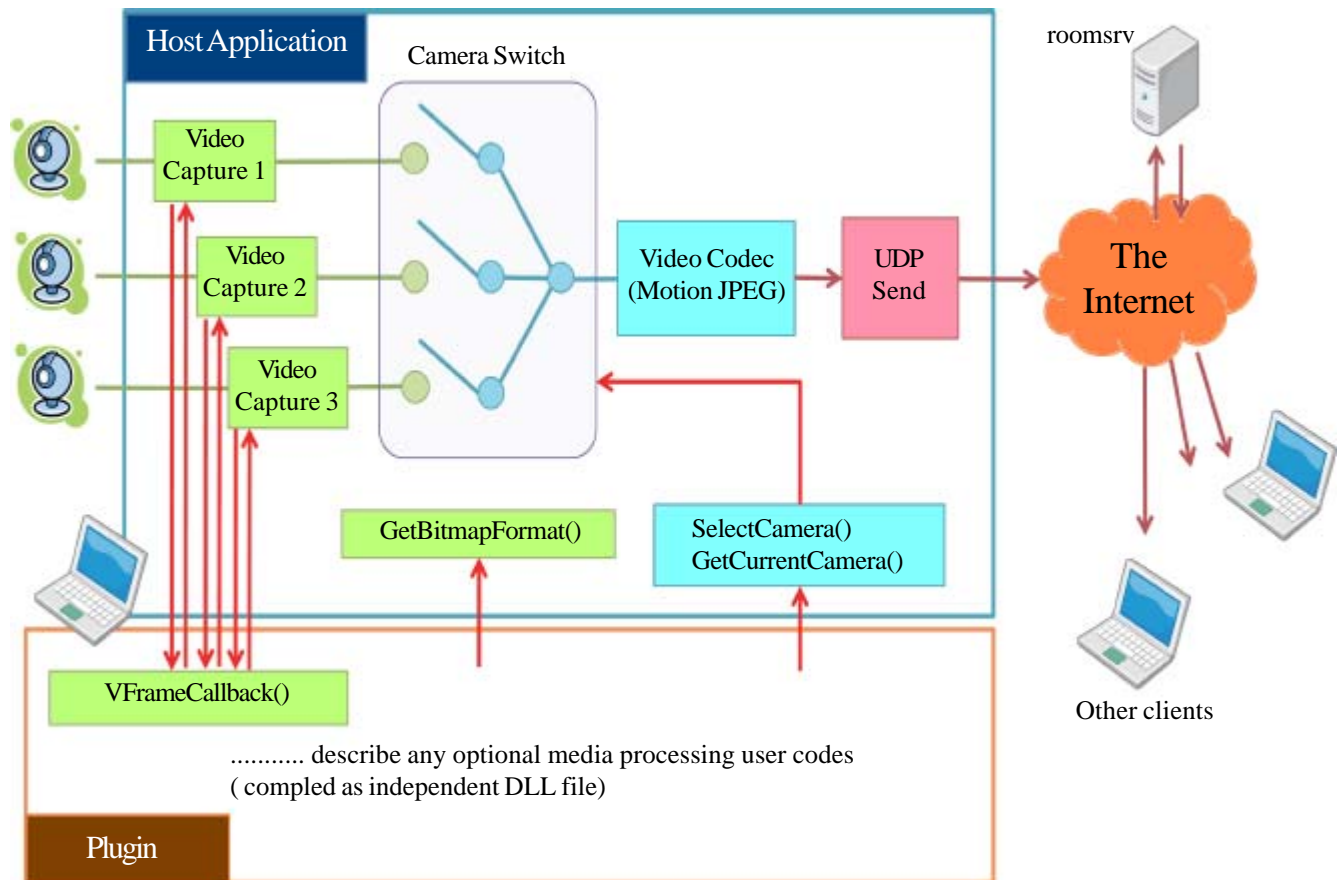 Host Application
roomsrv
Camera Switch
Video
Capture 1
Video
Capture 2
Video
Capture 3
Video Codec
(Motion JPEG)
UDP
Send
The
Internet
GetBitmapFormat()
SelectCamera()
GetCurrentCamera()
VFrameCallback()
Other clients
........... describe any optional media processing user codes
( compled as independent DLL file)
Plugin